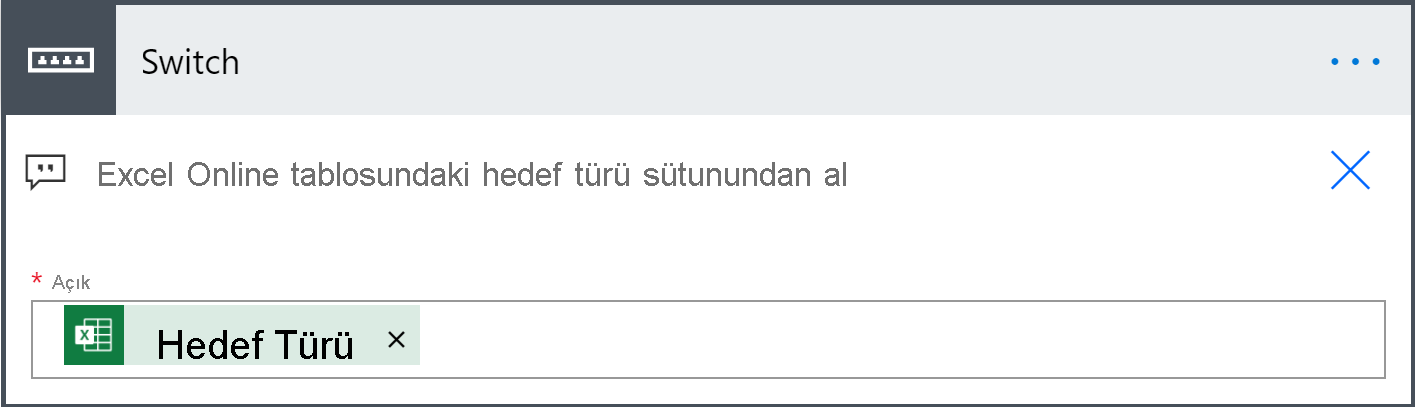 Switch
Excel Online tablosundaki hedef türü sütunundan al
* Açık
Hedef Türü